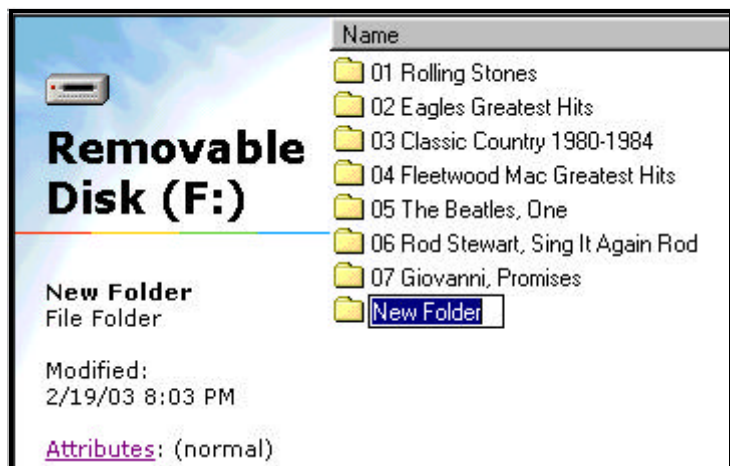 Removable
Disk (F:)
New Folder
File Folder
Modified:
2/19/03 8:03 PM
Attributes: (normal)
Name
01 Rolling Stones
02 Eagles Greatest Hits
03 Classic Country 1980-1984
04 Fleetwood Mac Greatest Hits
05 The Beatles, One
06 Rod Stewart, Sing It Again Rod
07 Giovanni, Promises
New Folder